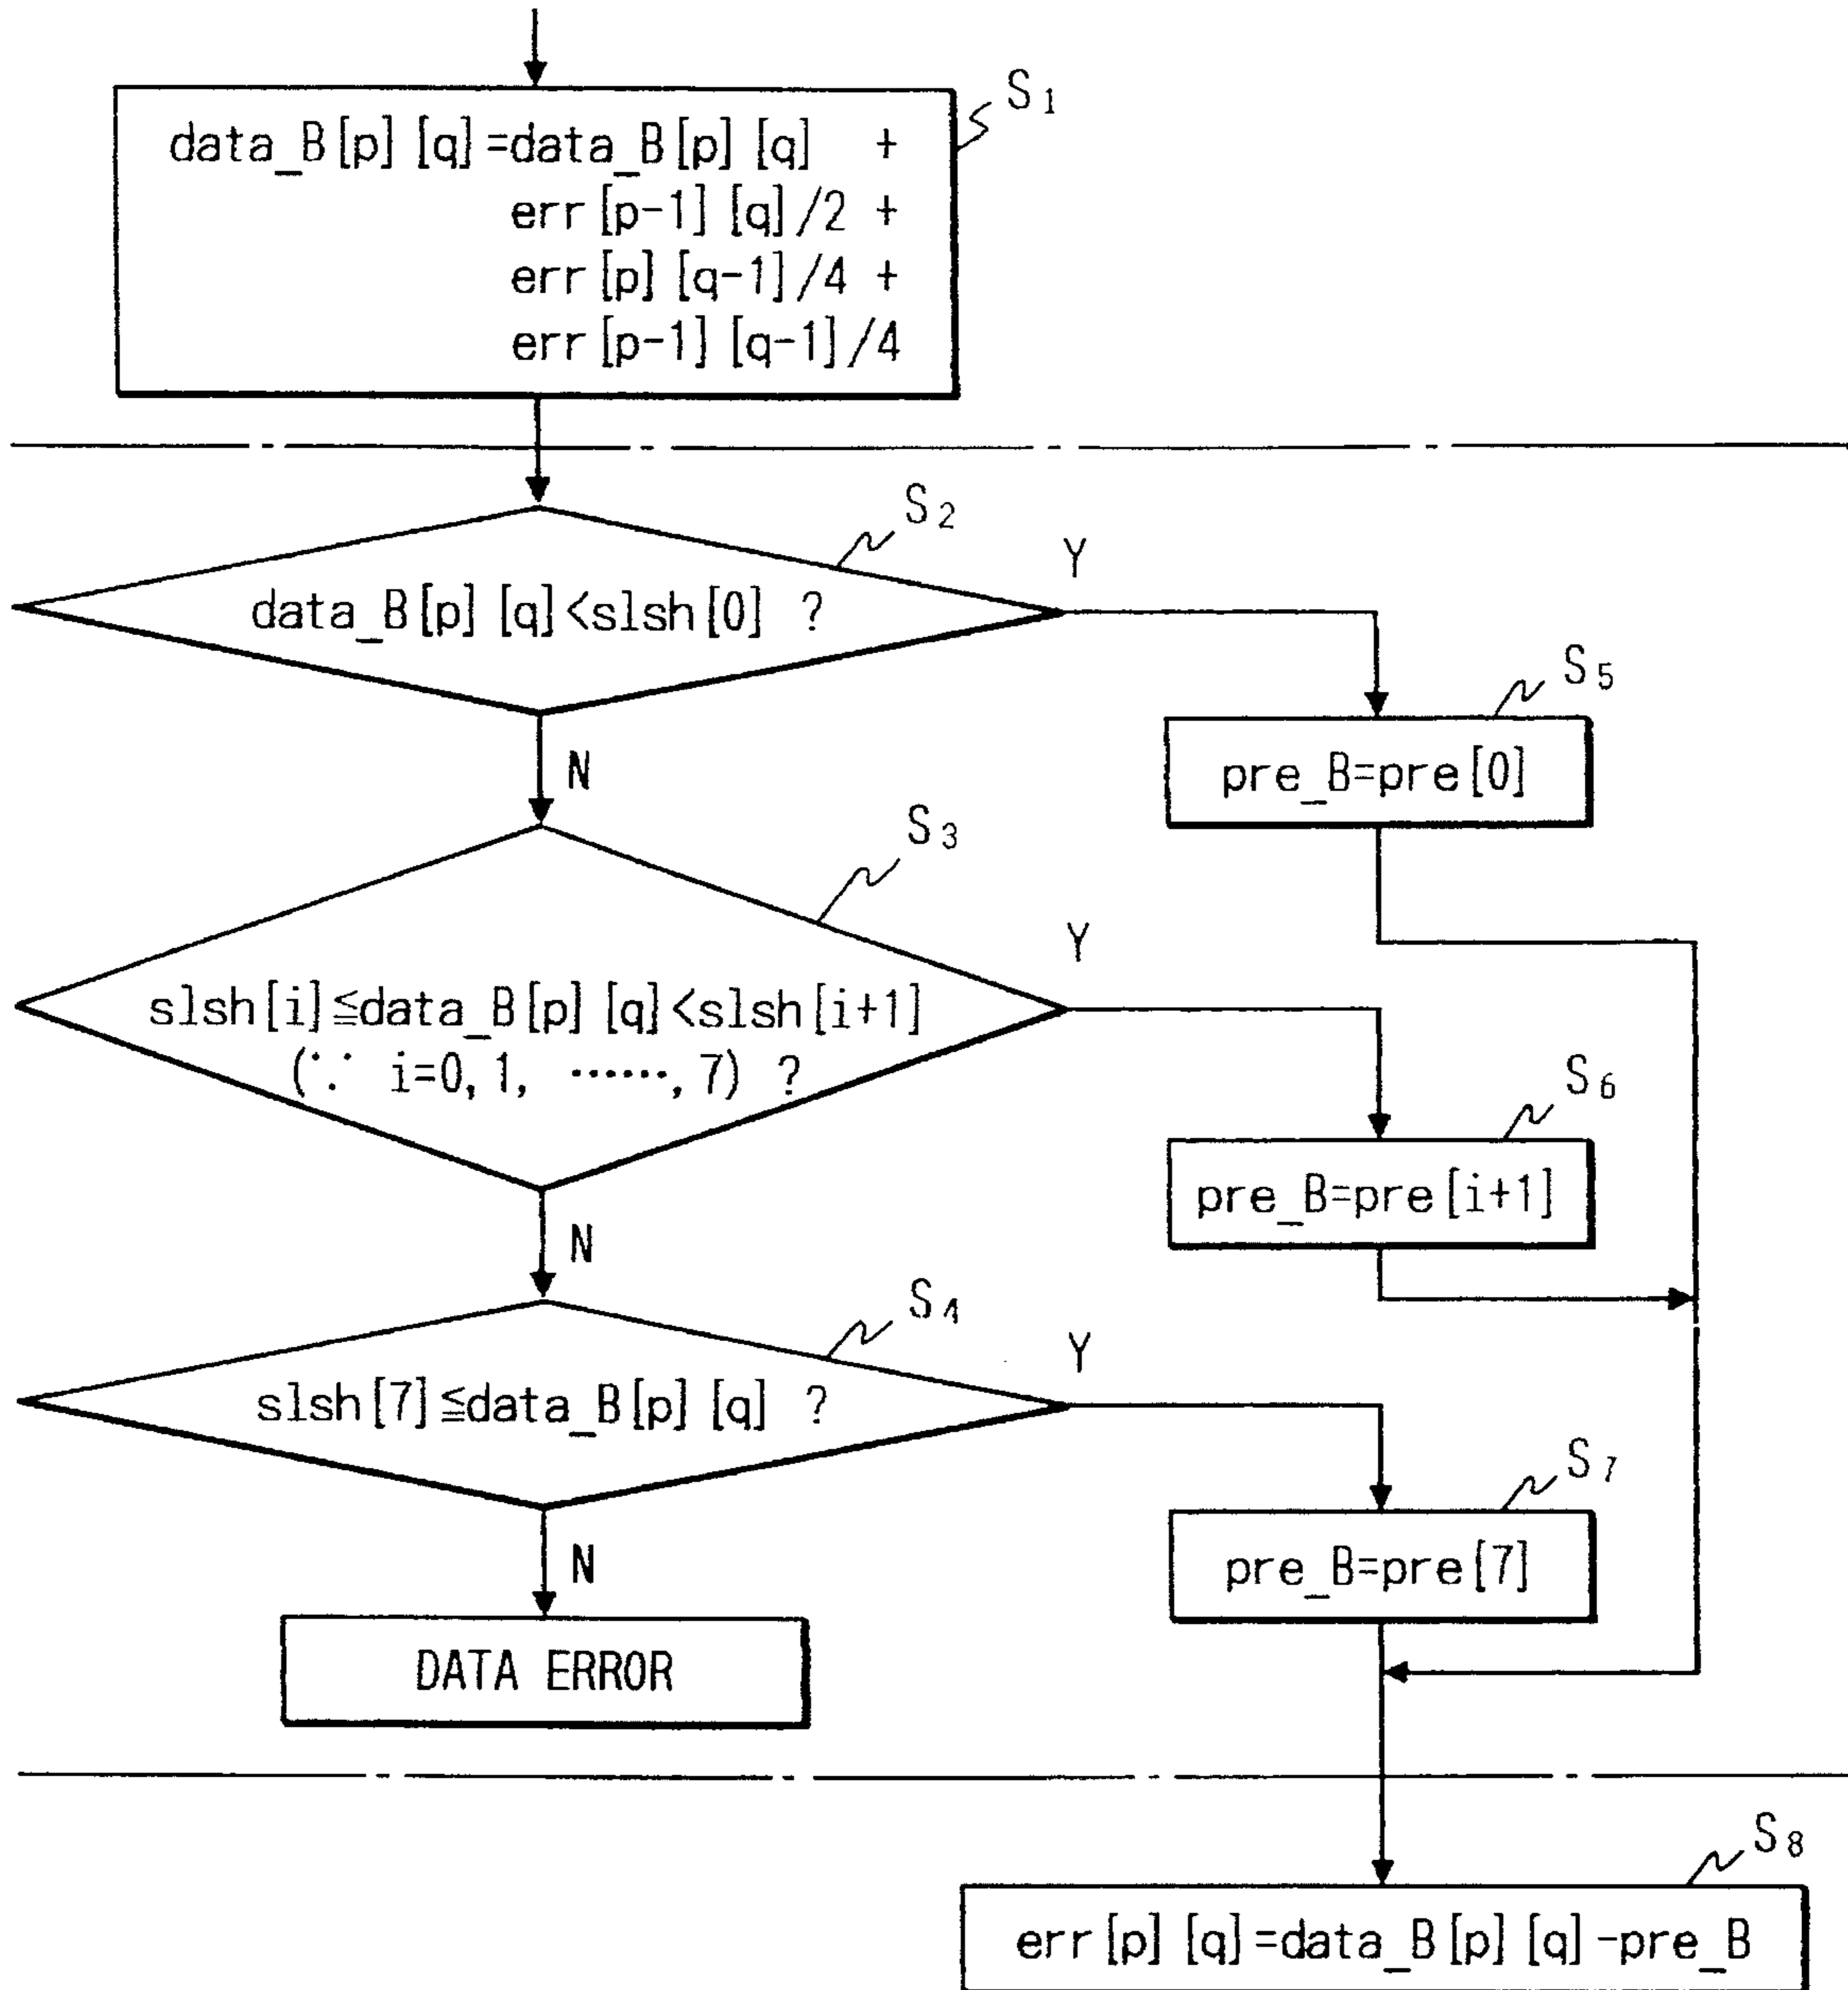 S1
data_B[p] [q]=data_B[p] [q] +
err[p-1] [q]/2 +
err[p] [q-1]/4 +
err[p-1] [q-1]/4
S2
Y
data_B[p] [q]<slsh[0] ?
N
S5
pre_B=pre[0]
S3
Y
slsh[i]≦data_B[p] [q]<slsh[i+1]
(∵ i=0, 1, ······, 7) ?
N
S6
pre_B=pre[i+1]
S4
Y
slsh[7]≦data_B[p] [q] ?
N
S7
pre_B=pre[7]
DATA ERROR
S8
err[p] [q]=data_B[p] [q]-pre_B